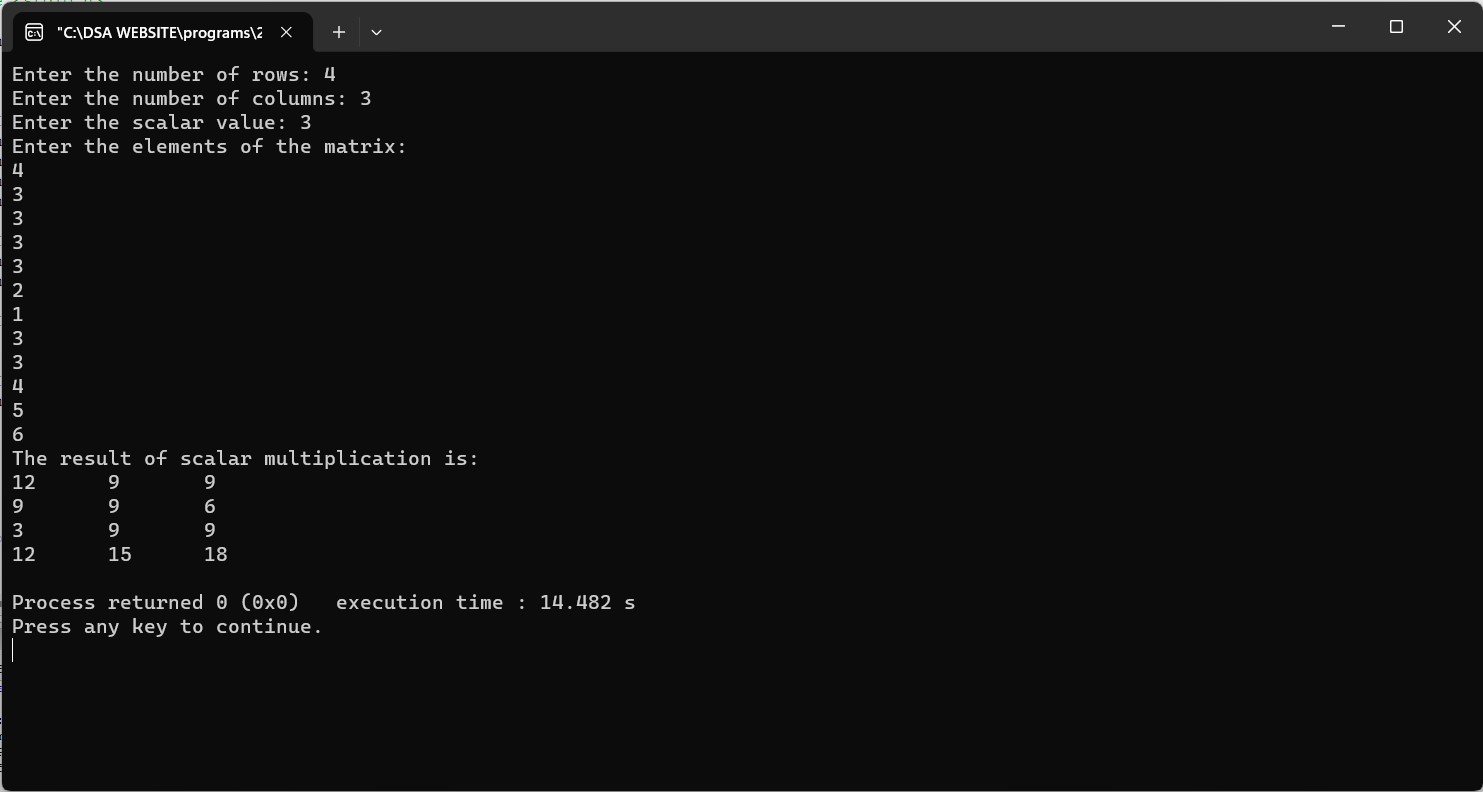 "C:\DSA WEBSITE\programs\2
Enter the number of rows: 4
Enter the number of columns: 3
Enter the scalar value: 3
Enter the elements of the matrix:
4
3
3
3
3
2
1
3
3
4
5
6
The result of scalar multiplication is:
12 9 9
9 9 6
3 9 9
12 15 18
Process returned 0 (0x0) execution time : 14.482 s
Press any key to continue.